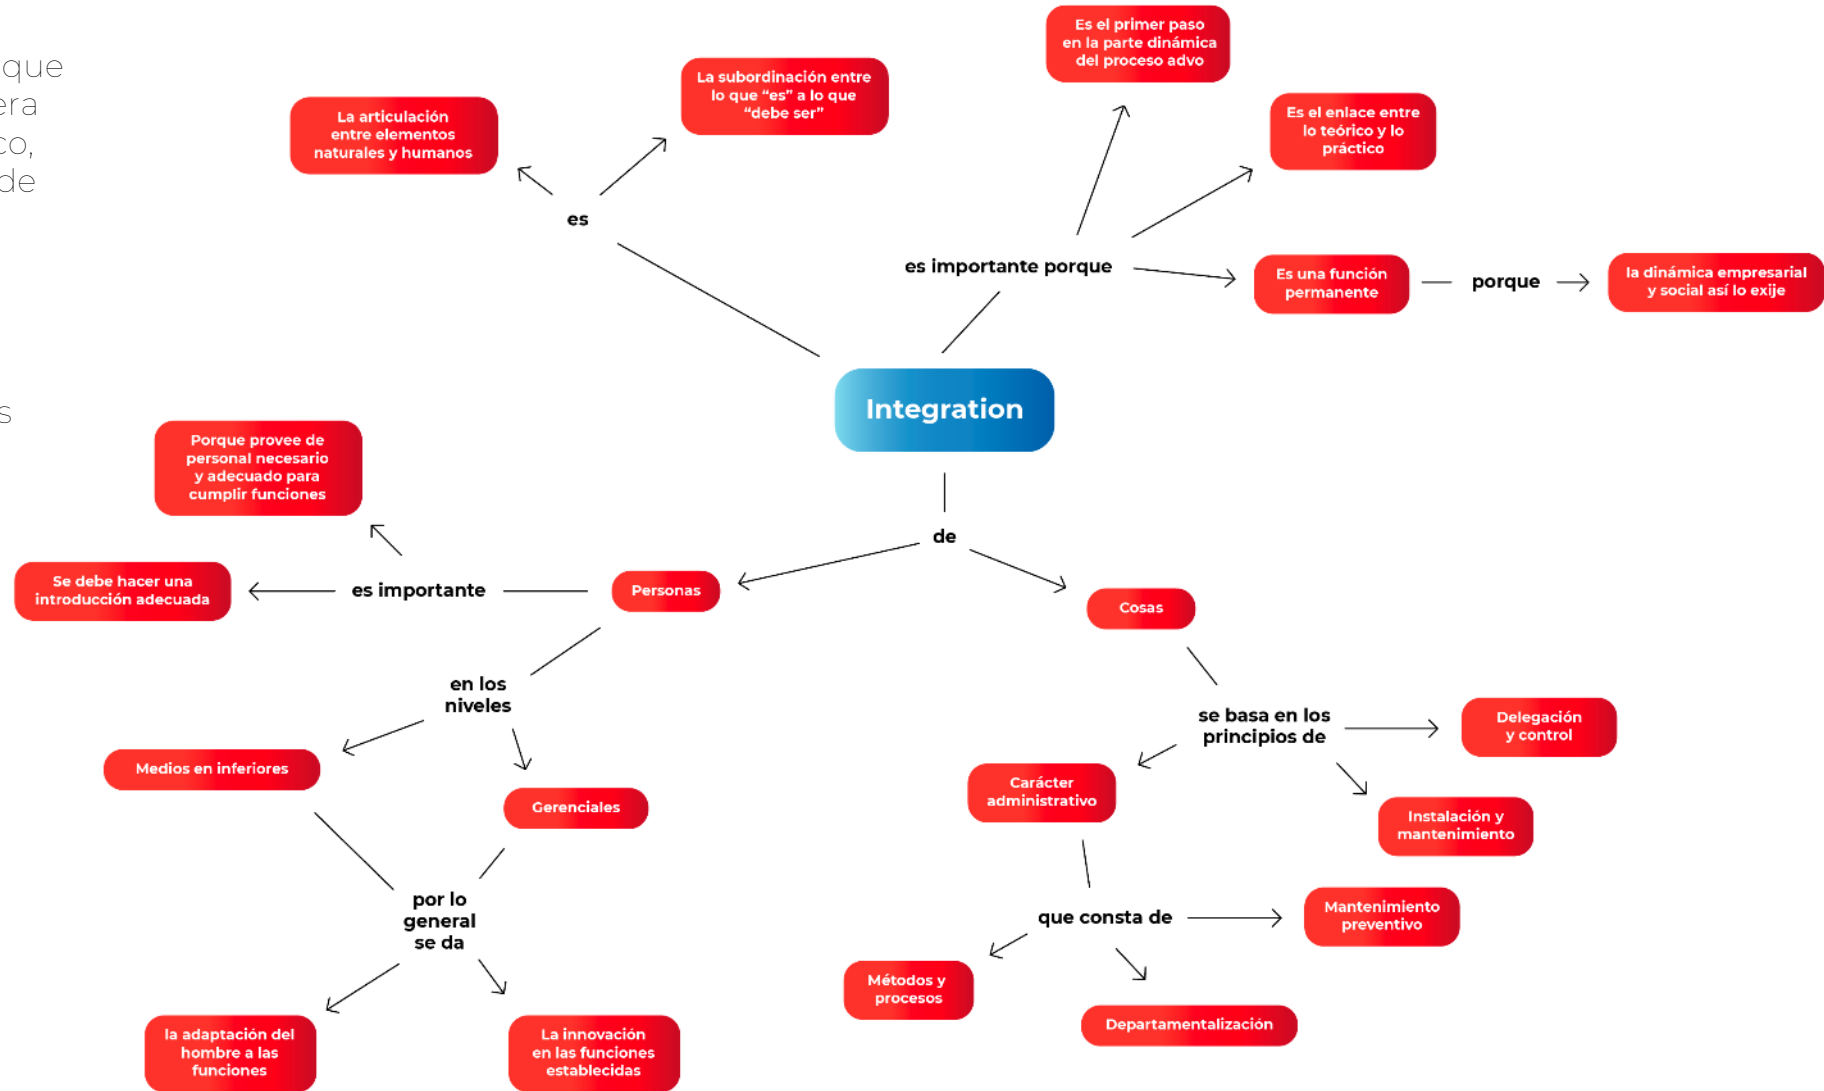 que
era
co,
de
s
Es el primer paso
en la parte dinámica
del proceso advo
La subordinación entre
lo que “es” a lo que
“debe ser”
La articulación
entre elementos
naturales y humanos
Es el enlace entre
lo teórico y lo
práctico
es
es importante porque
Es una función
permanente
porque
la dinámica empresarial
y social así lo exije
Integration
Porque provee de
personal necesario
y adecuado para
cumplir funciones
de
Se debe hacer una
introducción adecuada
es importante
Personas
Cosas
en los
niveles
se basa en los
principios de
Delegación
y control
Medios en inferiores
Gerenciales
Carácter
administrativo
Instalación y
mantenimiento
por lo
general
se da
que consta de
Mantenimiento
preventivo
Métodos y
procesos
Departamentalización
la adaptación del
hombre a las
funciones
La innovación
en las funciones
establecidas